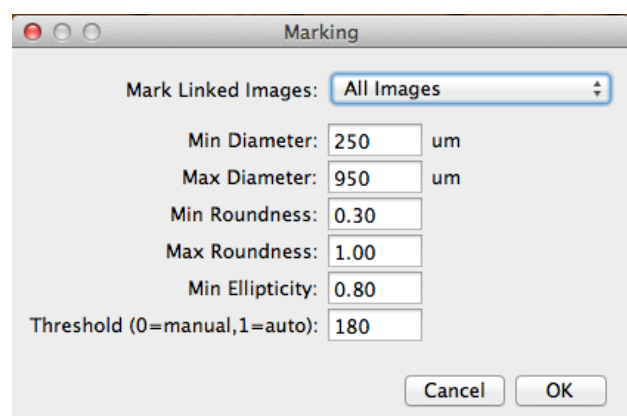 Marking
Mark Linked Images: All Images
Min Diameter: 250 um
Max Diameter: 950 um
Min Roundness: 0.30
Max Roundness: 1.00
Min Ellipticity: 0.80
Threshold (0=manual,1=auto): 180
Cancel OK